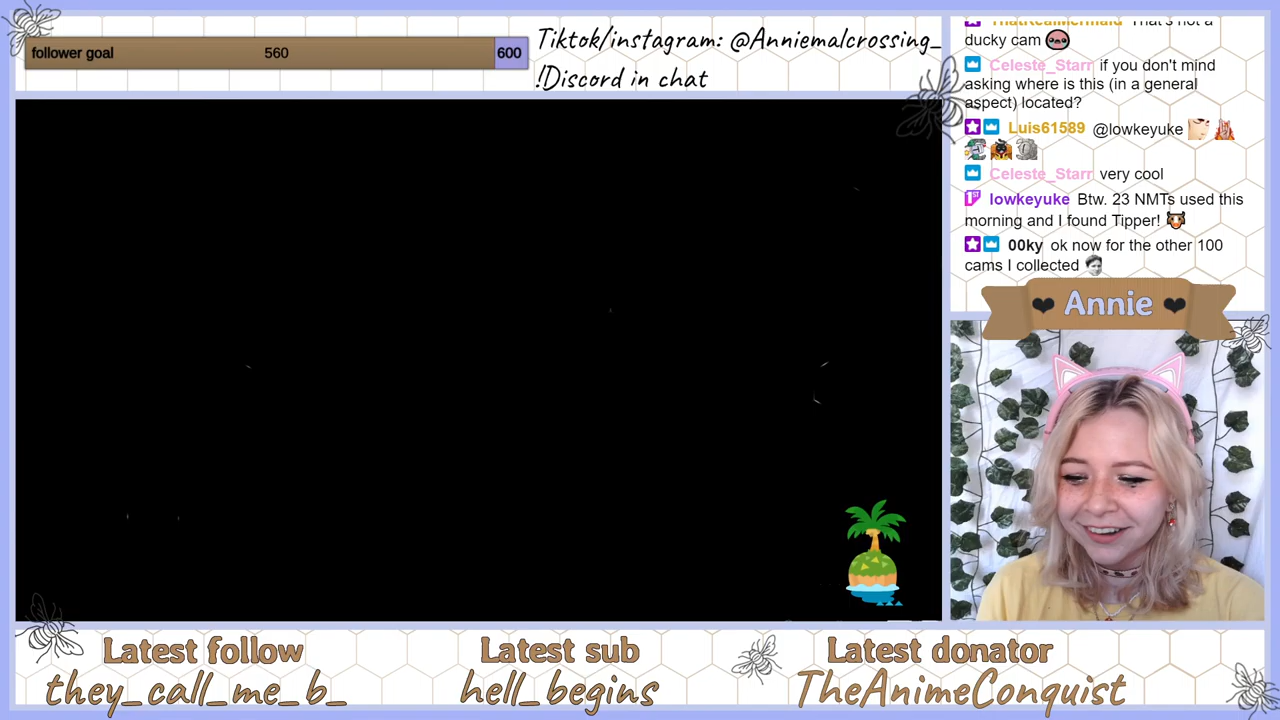 follower goal 560 600
Tiktok/instagram: @Anniemalcrossing_
!Discord in chat
ThatRealMermaid That's not a
ducky cam
Celeste_Starr if you don't mind
asking where is this (in a general
aspect) located?
Luis61589 @lowkeyuke
Celeste_Starr very cool
lowkeyuke Btw. 23 NMTs used this
morning and I found Tipper!
00ky ok now for the other 100
cams I collected
Annie
Latest follow
they_call_me_b_
Latest sub
hell_begins
Latest donator
TheAnimeConquist